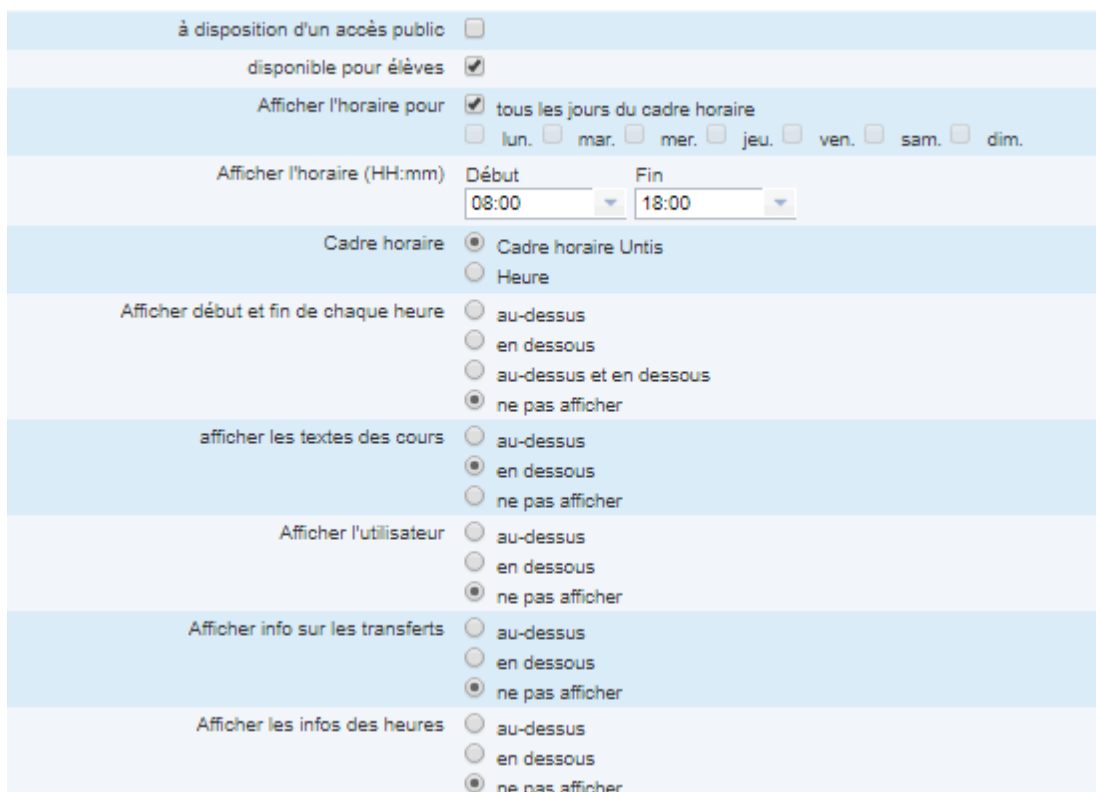 à disposition d'un accès public
disponible pour élèves
Afficher l'horaire pour tous les jours du cadre horaire
lun. mar. mer. jeu. ven. sam. dim.
Afficher l'horaire (HH:mm) Début Fin
08:00 18:00
Cadre horaire Cadre horaire Untis
Heure
Afficher début et fin de chaque heure au-dessus
en dessous
au-dessus et en dessous
ne pas afficher
afficher les textes des cours au-dessus
en dessous
ne pas afficher
Afficher l'utilisateur au-dessus
en dessous
ne pas afficher
Afficher info sur les transferts au-dessus
en dessous
ne pas afficher
Afficher les infos des heures au-dessus
en dessous
ne pas afficher